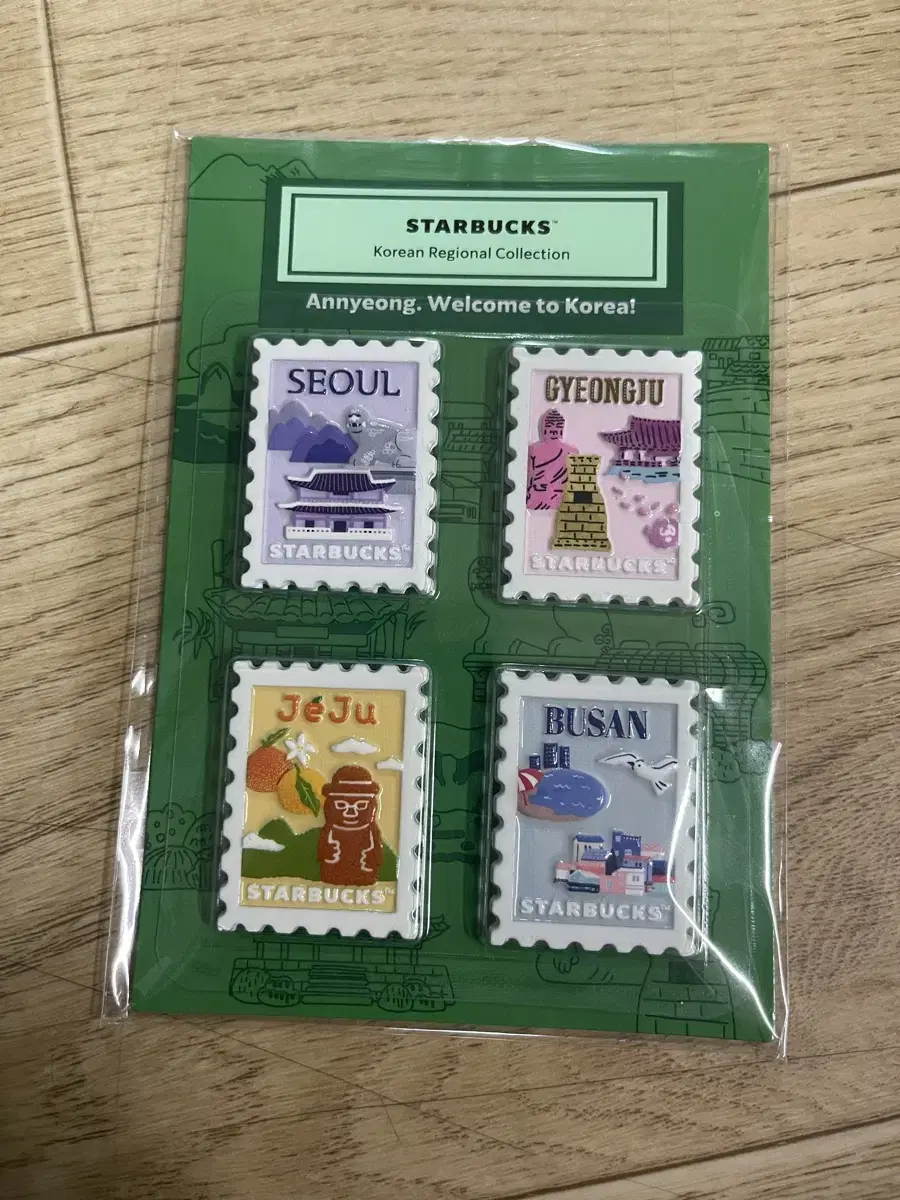 STARBUCKS™
Korean Regional Collection
Annyeong. Welcome to Korea!
SEOUL
STARBUCKS™
GYEONGJU
STARBUCKS™
JeJu
STARBUCKS™
BUSAN
STARBUCKS™